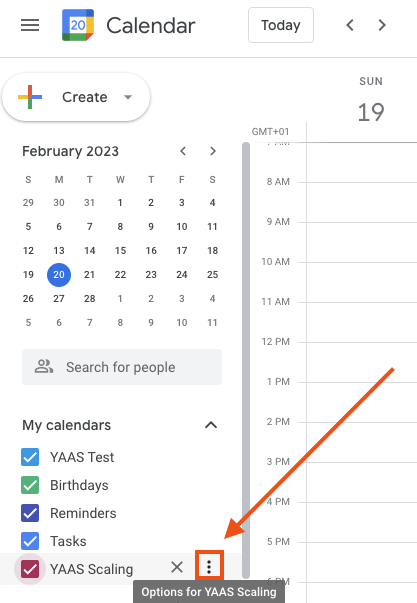 20 Calendar Today
SUN
19
GMT+01
Create
February 2023
S M T W T F S
29 30 31 1 2 3 4
5 6 7 8 9 10 11
12 13 14 15 16 17 18
19 20 21 22 23 24 25
26 27 28 1 2 3 4
5 6 7 8 9 10 11
Search for people
My calendars
YAAS Test
Birthdays
Reminders
Tasks
YAAS Scaling
Options for YAAS Scaling
7 AM
8 AM
9 AM
10 AM
11 AM
12 PM
1 PM
2 PM
3 PM
4 PM
5 PM
6 PM